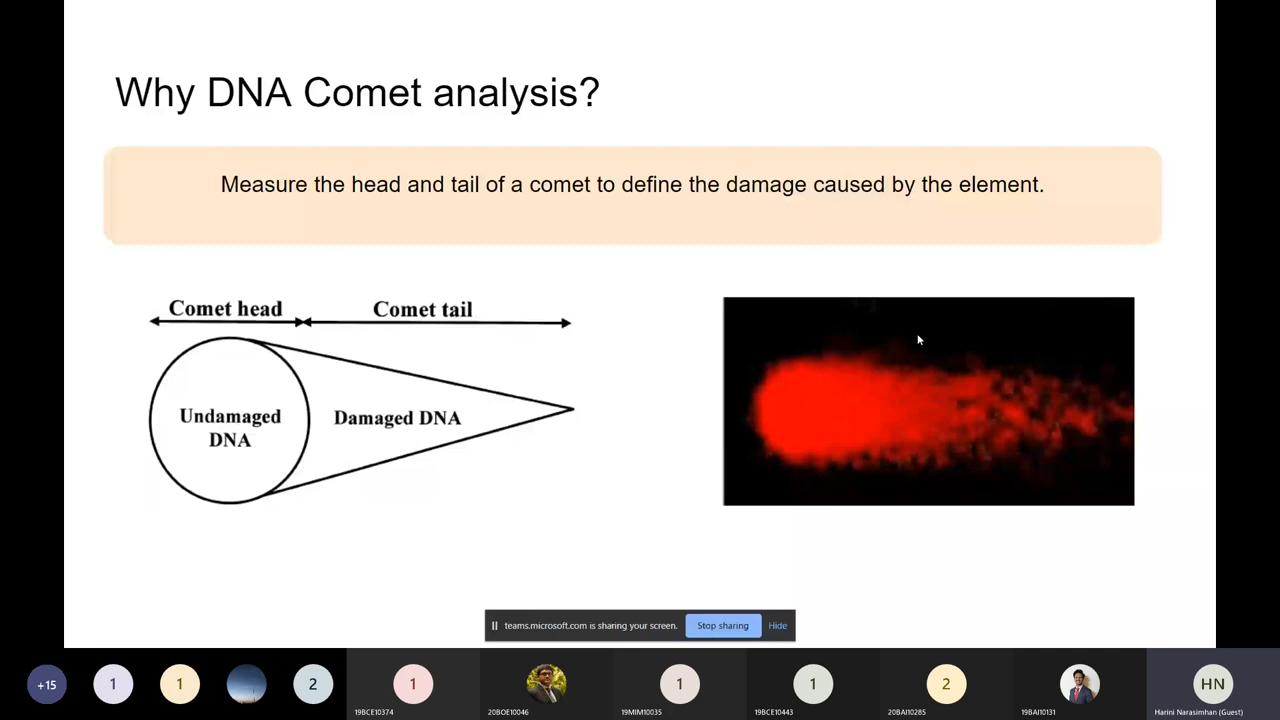 Why DNA Comet analysis?
Measure the head and tail of a comet to define the damage caused by the element.
Comet head
Comet tail
Undamaged
DNA
Damaged DNA
teams.microsoft.com is sharing your screen.
Stop sharing
Hide
+15
1
1
2
1
1
1
2
HN
19BCE10374
20BOE10046
19MIM10035
19BCE10443
20BAI10285
19BAI10131
Harini Narasimhan (Guest)